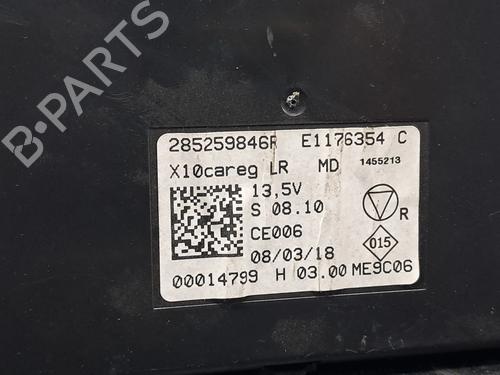 B-PARTS
285259846R E1176354 C
X10careg LR MD 1455213
13,5V
S 08.10
R
CE006
015
08/03/18
00014799 H 03.00 ME9C06